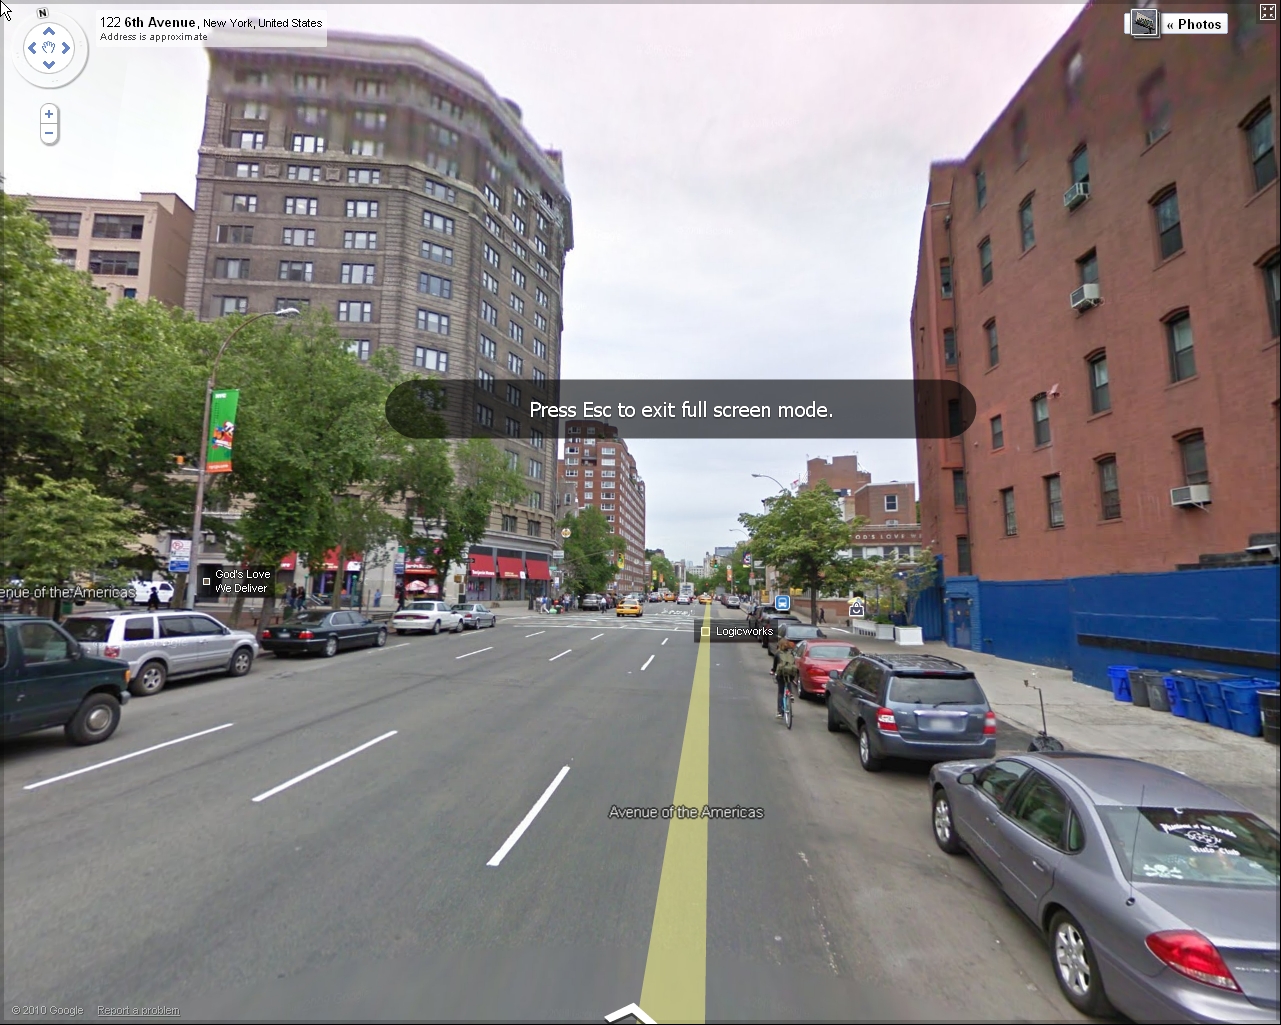 N
122 6th Avenue, New York, United States
Address is approximate
« Photos
Press Esc to exit full screen mode.
God's Love
We Deliver
enue of the Americas
Logicworks
Avenue of the Americas
Club
© 2010 Google
Report a problem